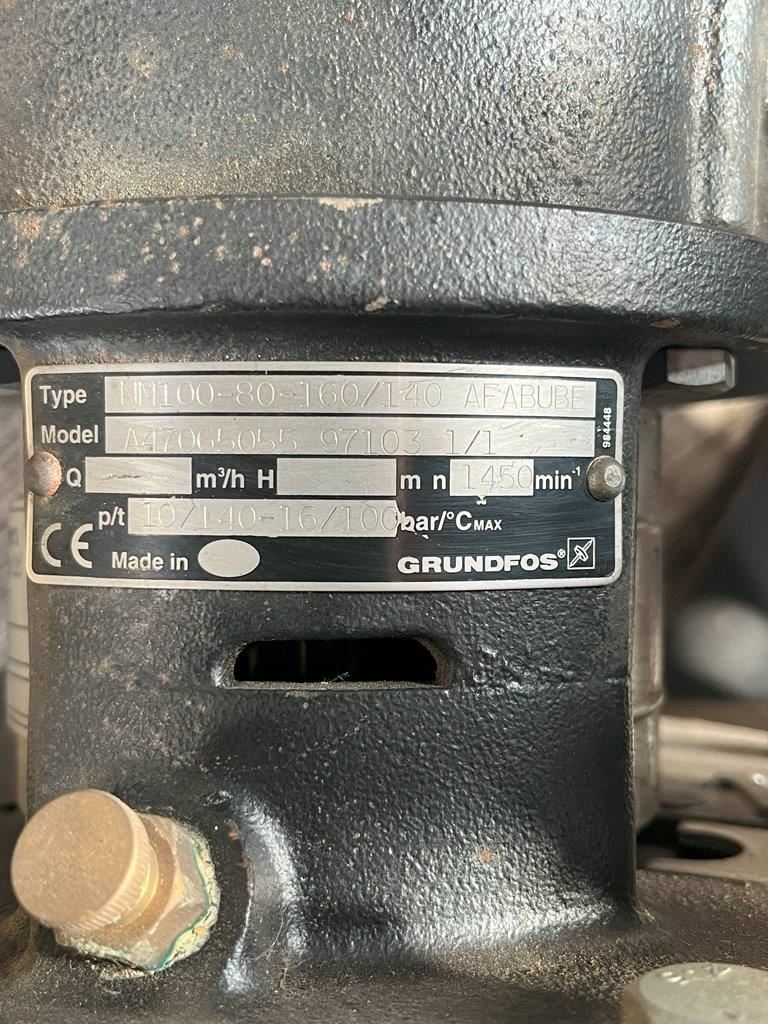 Type NM100-80-160/140 AFABUBE
Model A47065055 97103 1/1
984448
Q m³/h H m n 1450 min⁻¹
p/t 10/140-16/100 bar/°C MAX
CE Made in GRUNDFOS®